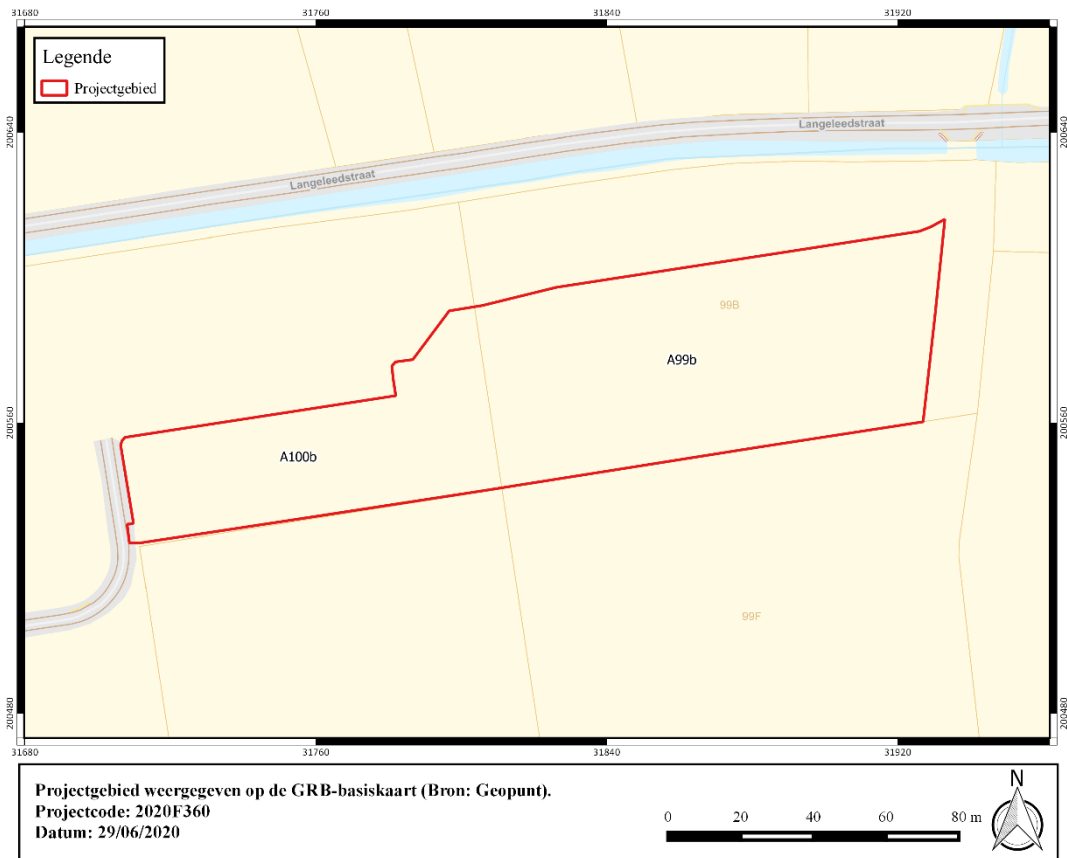 31680 31760 31840 31920
Legende
Projectgebied
200640 200640
Langeleedstraat
Langeleedstraat
99B
A99b
200560 200560
A100b
99F
200480 200480
31680 31760 31840 31920
Projectgebied weergegeven op de GRB-basiskaart (Bron: Geopunt).
Projectcode: 2020F360
Datum: 29/06/2020
0 20 40 60 80 m
N